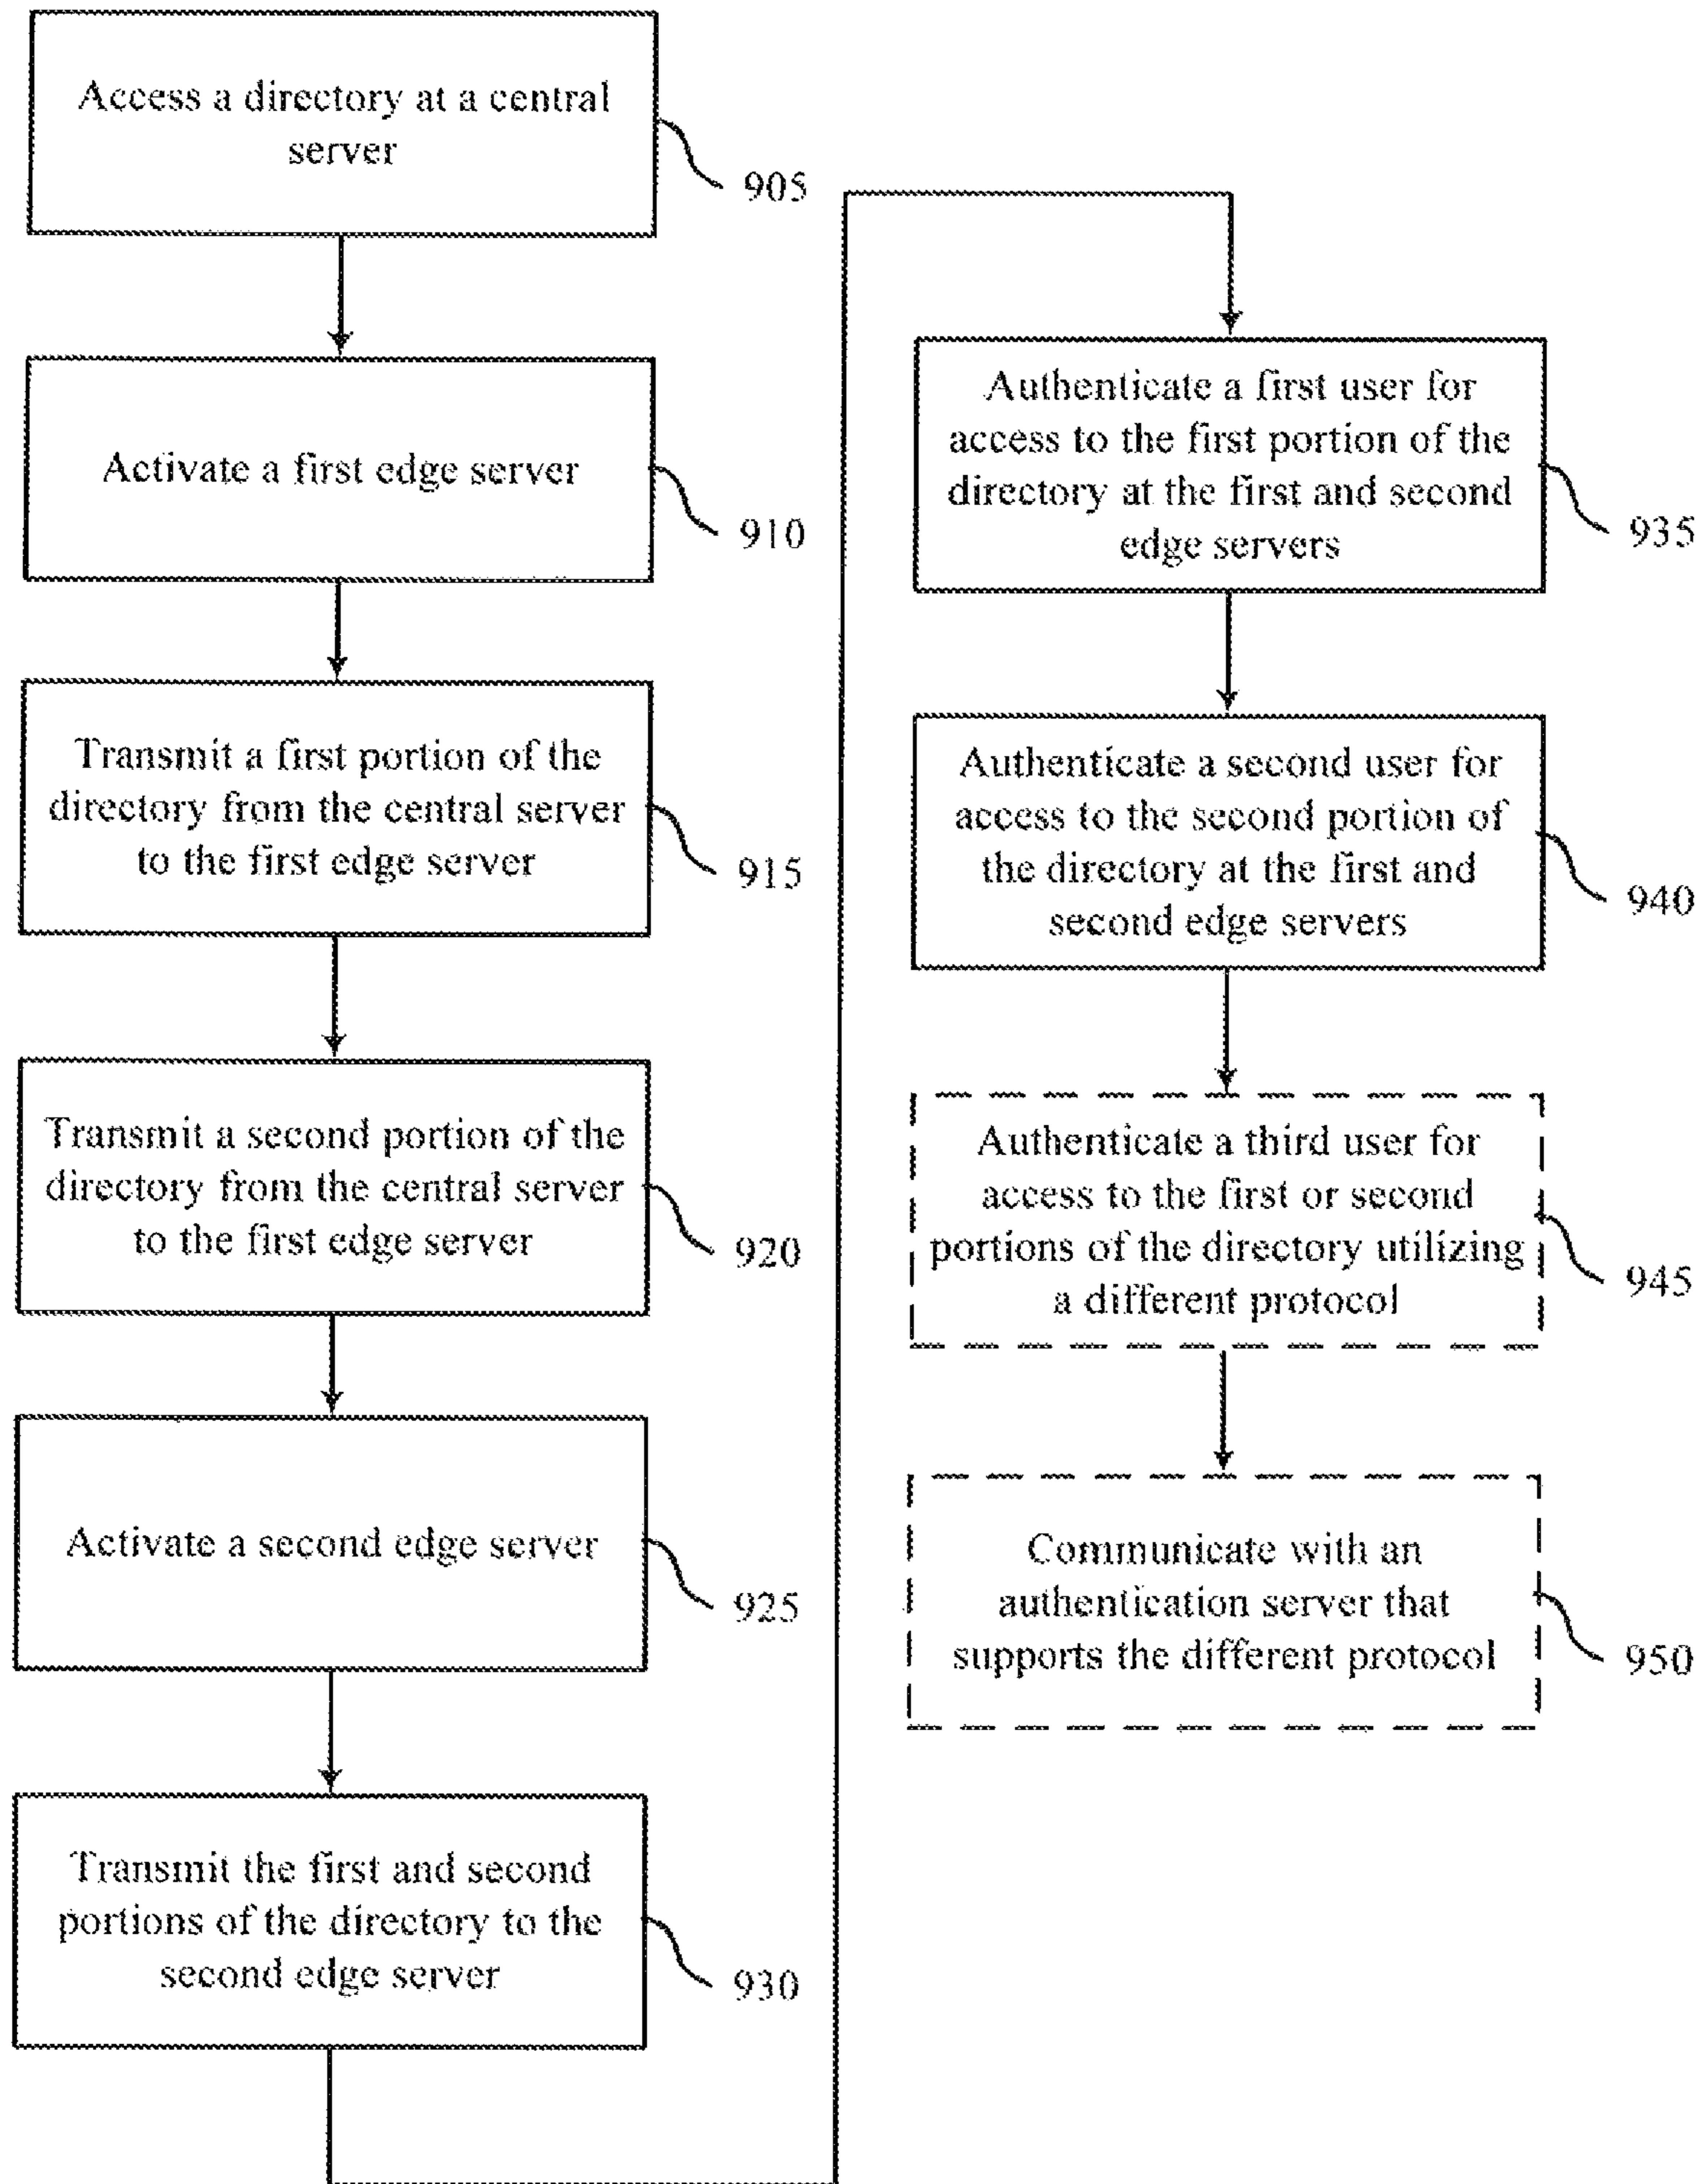 Access a directory at a central
server
905
Activate a first edge server
910
Transmit a first portion of the
directory from the central server
to the first edge server
915
Transmit a second portion of the
directory from the central server
to the first edge server
920
Activate a second edge server
925
Transmit the first and second
portions of the directory to the
second edge server
930
Authenticate a first user for
access to the first portion of the
directory at the first and second
edge servers
935
Authenticate a second user for
access to the second portion of
the directory at the first and
second edge servers
940
Authenticate a third user for
access to the first or second
portions of the directory utilizing
a different protocol
945
Communicate with an
authentication server that
supports the different protocol
950